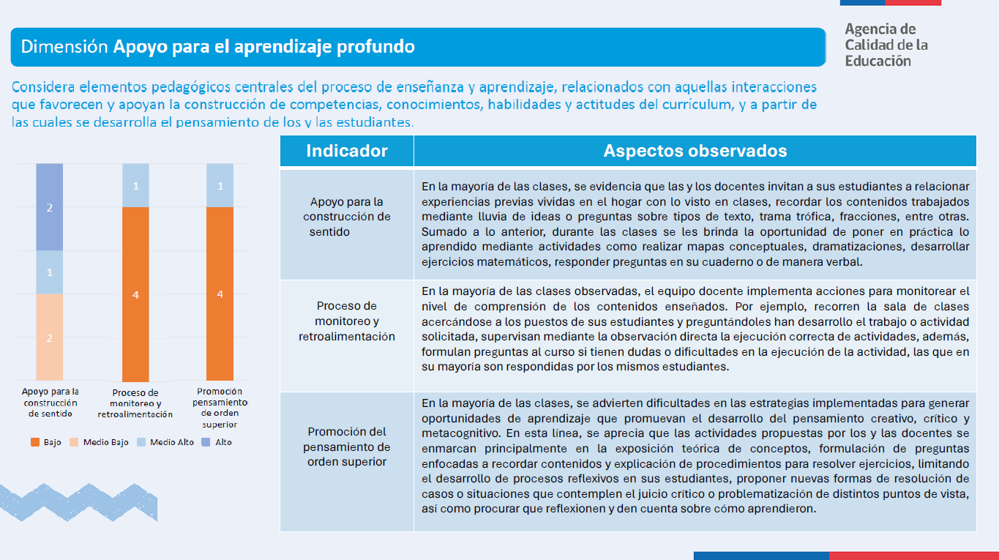 Agencia de
Calidad de la
Educación
Dimensión Apoyo para el aprendizaje profundo
Considera elementos pedagógicos centrales del proceso de enseñanza y aprendizaje, relacionados con aquellas interacciones
que favorecen y apoyan la construcción de competencias, conocimientos, habilidades y actitudes del currículum, y a partir de
las cuales se desarrolla el pensamiento de los y las estudiantes.
2
1
2
1
4
1
4
Apoyo para la
construcción
de sentido
Proceso de
monitoreo y
retroalimentación
Promoción
pensamiento
de orden
superior
Bajo
Medio Bajo
Medio Alto
Alto
Indicador
Aspectos observados
Apoyo para la
construcción de
sentido
En la mayoría de las clases, se evidencia que las y los docentes invitan a sus estudiantes a relacionar
experiencias previas vividas en el hogar con lo visto en clases, recordar los contenidos trabajados
mediante lluvia de ideas o preguntas sobre tipos de texto, trama trófica, fracciones, entre otras.
Sumado a lo anterior, durante las clases se les brinda la oportunidad de poner en práctica lo
aprendido mediante actividades como realizar mapas conceptuales, dramatizaciones, desarrollar
ejercicios matemáticos, responder preguntas en su cuaderno o de manera verbal.
Proceso de
monitoreo y
retroalimentación
En la mayoría de las clases observadas, el equipo docente implementa acciones para monitorear el
nivel de comprensión de los contenidos enseñados. Por ejemplo, recorren la sala de clases
acercándose a los puestos de sus estudiantes y preguntándoles han desarrollo el trabajo o actividad
solicitada, supervisan mediante la observación directa la ejecución correcta de actividades, además,
formulan preguntas al curso si tienen dudas o dificultades en la ejecución de la actividad, las que en
su mayoría son respondidas por los mismos estudiantes.
Promoción del
pensamiento de
orden superior
En la mayoría de las clases, se advierten dificultades en las estrategias implementadas para generar
oportunidades de aprendizaje que promuevan el desarrollo del pensamiento creativo, crítico y
metacognitivo. En esta línea, se aprecia que las actividades propuestas por los y las docentes se
enmarcan principalmente en la exposición teórica de conceptos, formulación de preguntas
enfocadas a recordar contenidos y explicación de procedimientos para resolver ejercicios, limitando
el desarrollo de procesos reflexivos en sus estudiantes, proponer nuevas formas de resolución de
casos o situaciones que contemplen el juicio crítico o problematización de distintos puntos de vista,
así como procurar que reflexionen y den cuenta sobre cómo aprendieron.